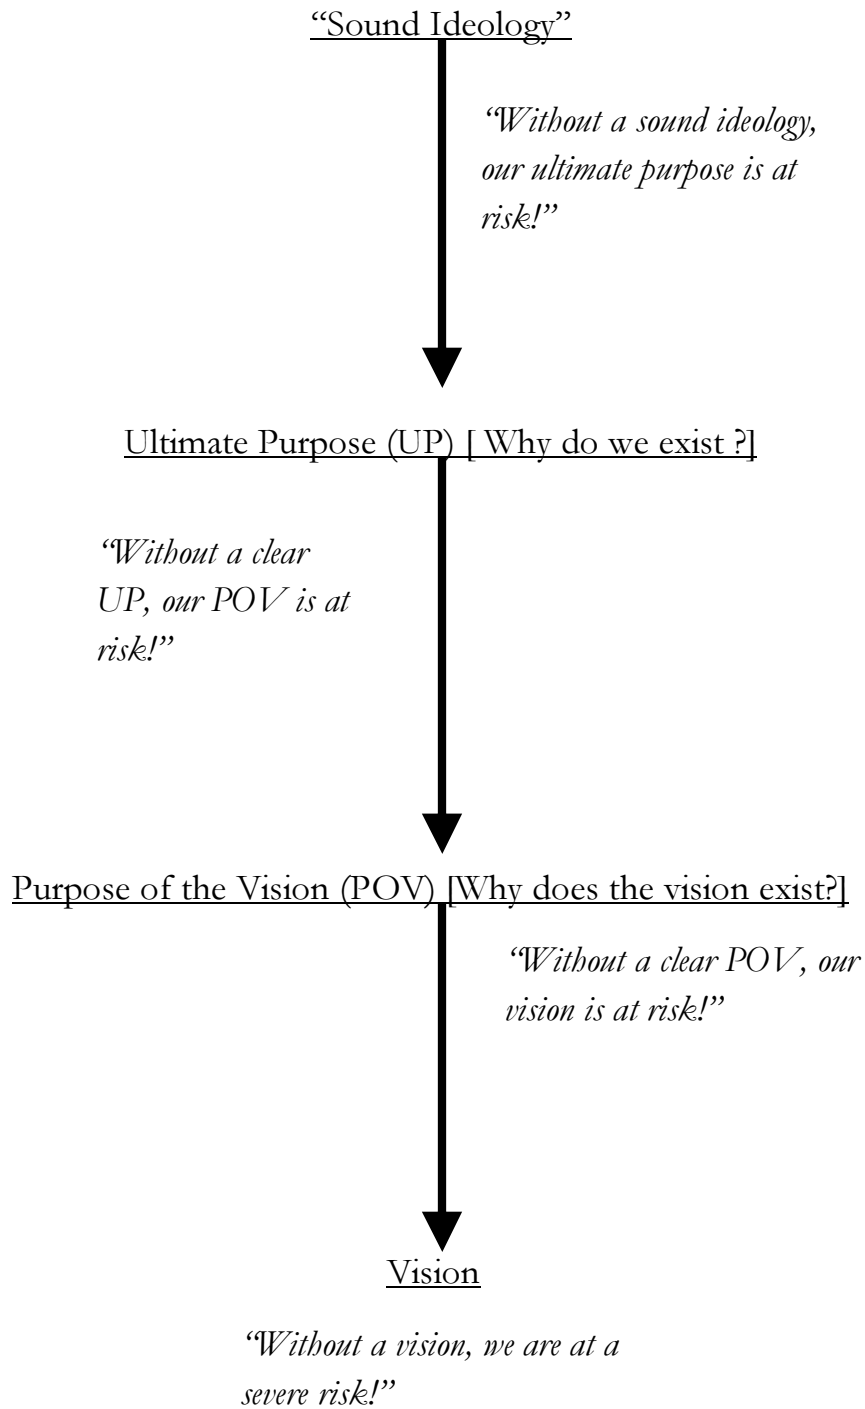 “Sound Ideology”
“Without a sound ideology,
our ultimate purpose is at
risk!”
Ultimate Purpose (UP) [ Why do we exist ?]
“Without a clear
UP, our POV is at
risk!”
Purpose of the Vision (POV) [Why does the vision exist?]
“Without a clear POV, our
vision is at risk!”
Vision
“Without a vision, we are at a
severe risk!”